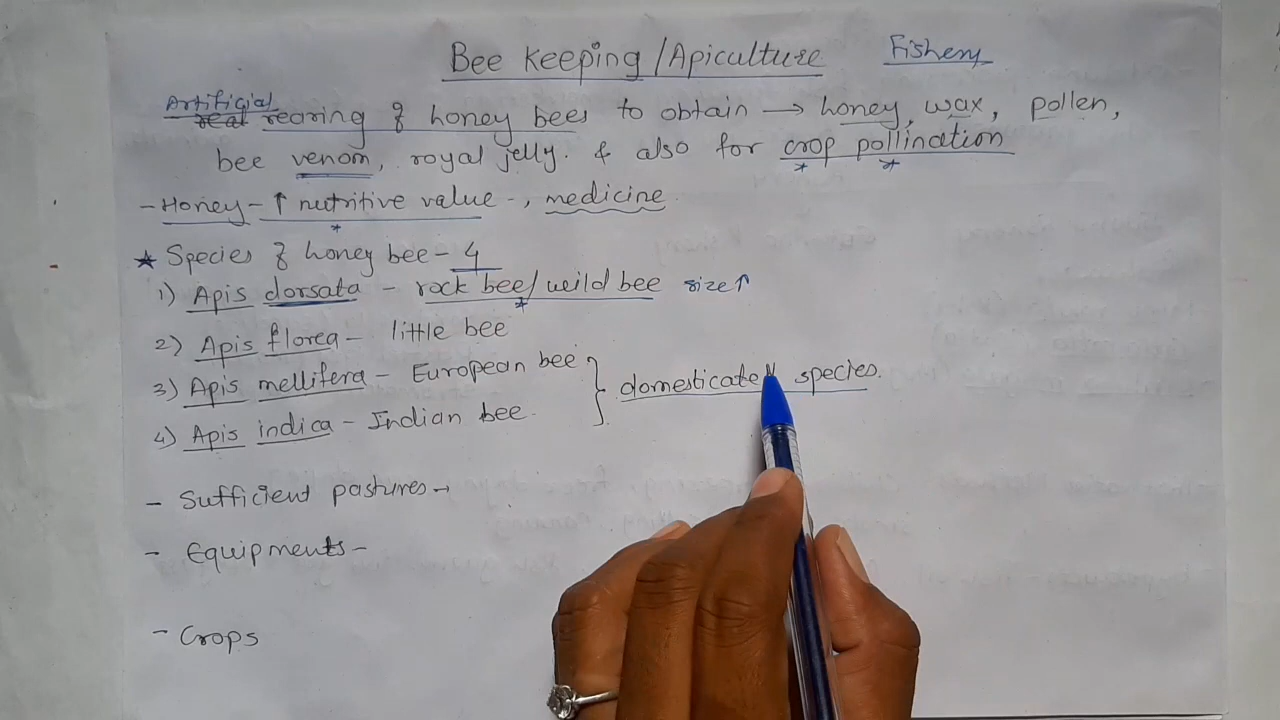 Bee Keeping/Apiculture Fishery
Artificial
real rearing of honey bees to obtain → honey, wax, pollen,
bee venom, royal jelly. & also for crop pollination
- Honey - ↑ nutritive value -, medicine
★ Species of honey bee - 4
1) Apis dorsata - rock bee/wild bee size↑
2) Apis florea - little bee
3) Apis mellifera - European bee
domesticated species.
4) Apis indica - Indian bee
- Sufficient pastures -
- Equipments -
- Crops